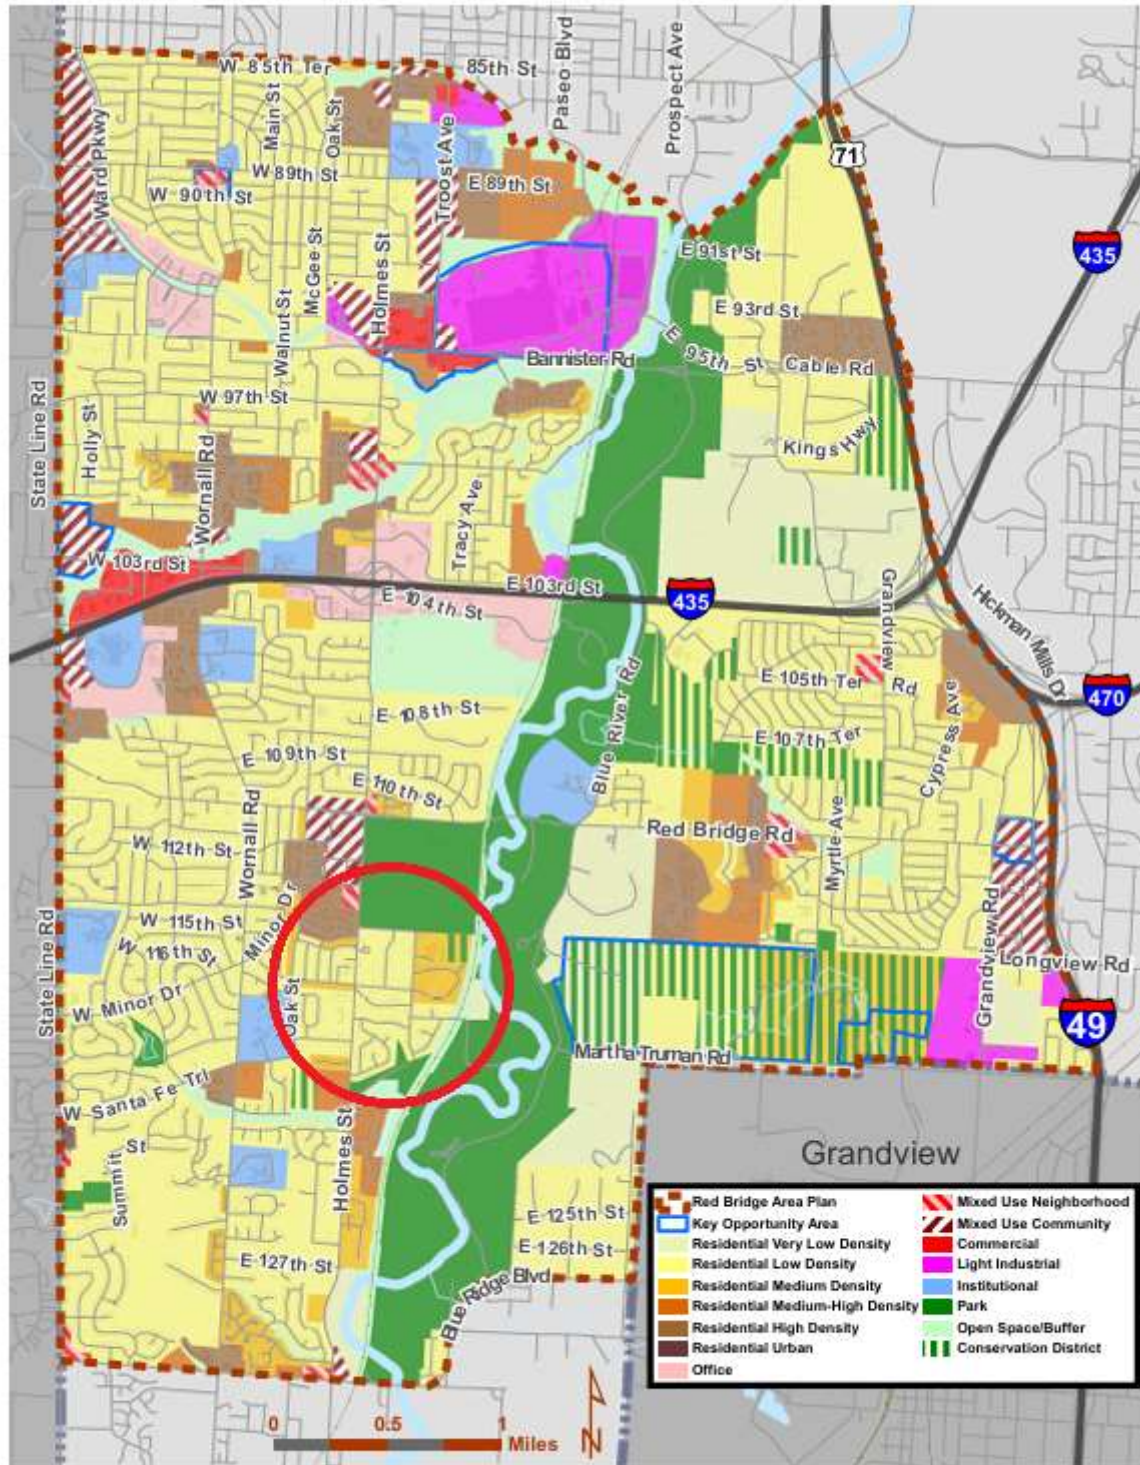 Paseo Blvd
Prospect Ave
W 85th Ter
85th St
Ward Pkwy
Main St
Oak St
Troost Ave
71
W 89th St
W 90th St
E 89th St
435
E 91st St
McGee St
Holmes St
Walnut St
E 93rd St
E 95th St
Bannister Rd
Cable Rd
W 97th St
State Line Rd
Holly St
Wornall Rd
Kings Hwy
Tracy Ave
W 103rd St
E 103rd St
E 104th St
435
Grandview Rd
Hickman Mills Dr
E 105th Ter
470
Blue River Rd
E 108th St
E 107th Ter
Cypress Ave
E 109th St
E 110th St
Wornall Rd
Red Bridge Rd
Myrtle Ave
W 112th St
Minor Dr
W 115th St
W 116th St
State Line Rd
Grandview Rd
Longview Rd
W Minor Dr
Oak St
49
Martha Truman Rd
W Santa Fe Trl
Holmes St
Summit St
Grandview
E 125th St
E 126th St
E 127th St
Blue Ridge Blvd
Red Bridge Area Plan
Key Opportunity Area
Residential Very Low Density
Residential Low Density
Residential Medium Density
Residential Medium-High Density
Residential High Density
Residential Urban
Office
Mixed Use Neighborhood
Mixed Use Community
Commercial
Light Industrial
Institutional
Park
Open Space/Buffer
Conservation District
0 0.5 1
Miles
N